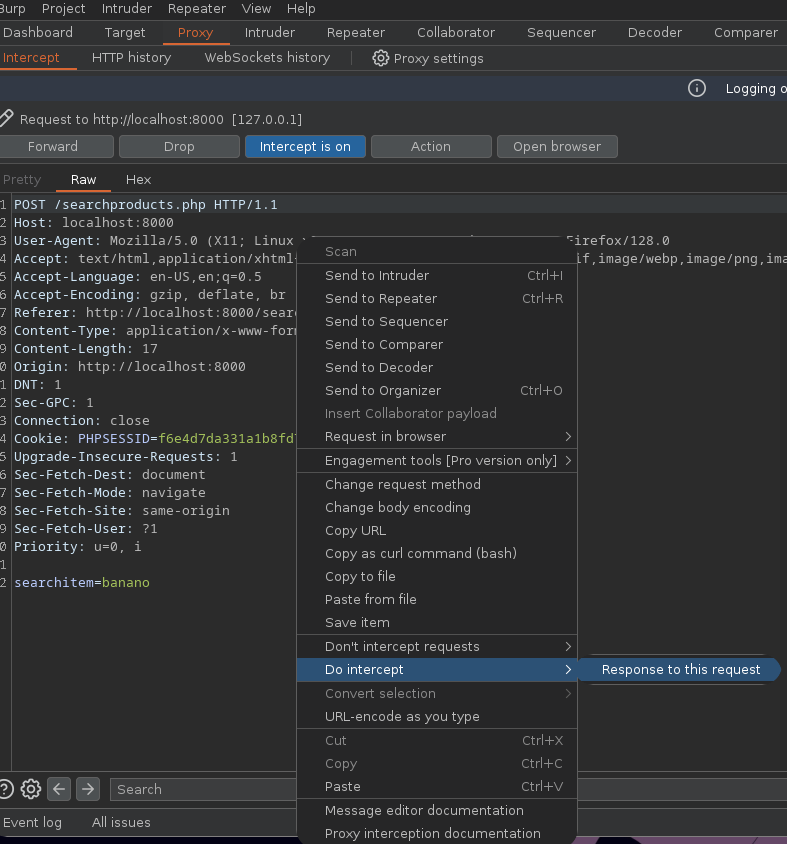 Burp Project Intruder Repeater View Help
Dashboard Target Proxy Intruder Repeater Collaborator Sequencer Decoder Comparer
Intercept HTTP history WebSockets history Proxy settings
Logging o
Request to http://localhost:8000 [127.0.0.1]
Forward Drop Intercept is on Action Open browser
Pretty Raw Hex
1 POST /searchproducts.php HTTP/1.1
2 Host: localhost:8000
3 User-Agent: Mozilla/5.0 (X11; Linux Firefox/128.0
4 Accept: text/html,application/xhtml if,image/webp,image/png,ima
5 Accept-Language: en-US,en;q=0.5
6 Accept-Encoding: gzip, deflate, br
7 Referer: http://localhost:8000/sear
8 Content-Type: application/x-www-for
9 Content-Length: 17
0 Origin: http://localhost:8000
1 DNT: 1
2 Sec-GPC: 1
3 Connection: close
4 Cookie: PHPSESSID=f6e4d7da331a1b8fd
5 Upgrade-Insecure-Requests: 1
6 Sec-Fetch-Dest: document
7 Sec-Fetch-Mode: navigate
8 Sec-Fetch-Site: same-origin
9 Sec-Fetch-User: ?1
0 Priority: u=0, i
1
2 searchitem=banano
Scan
Send to Intruder Ctrl+I
Send to Repeater Ctrl+R
Send to Sequencer
Send to Comparer
Send to Decoder
Send to Organizer Ctrl+O
Insert Collaborator payload
Request in browser
Engagement tools [Pro version only]
Change request method
Change body encoding
Copy URL
Copy as curl command (bash)
Copy to file
Paste from file
Save item
Don't intercept requests
Do intercept
Response to this request
Convert selection
URL-encode as you type
Cut Ctrl+X
Copy Ctrl+C
Paste Ctrl+V
Message editor documentation
Proxy interception documentation
Search
Event log All issues